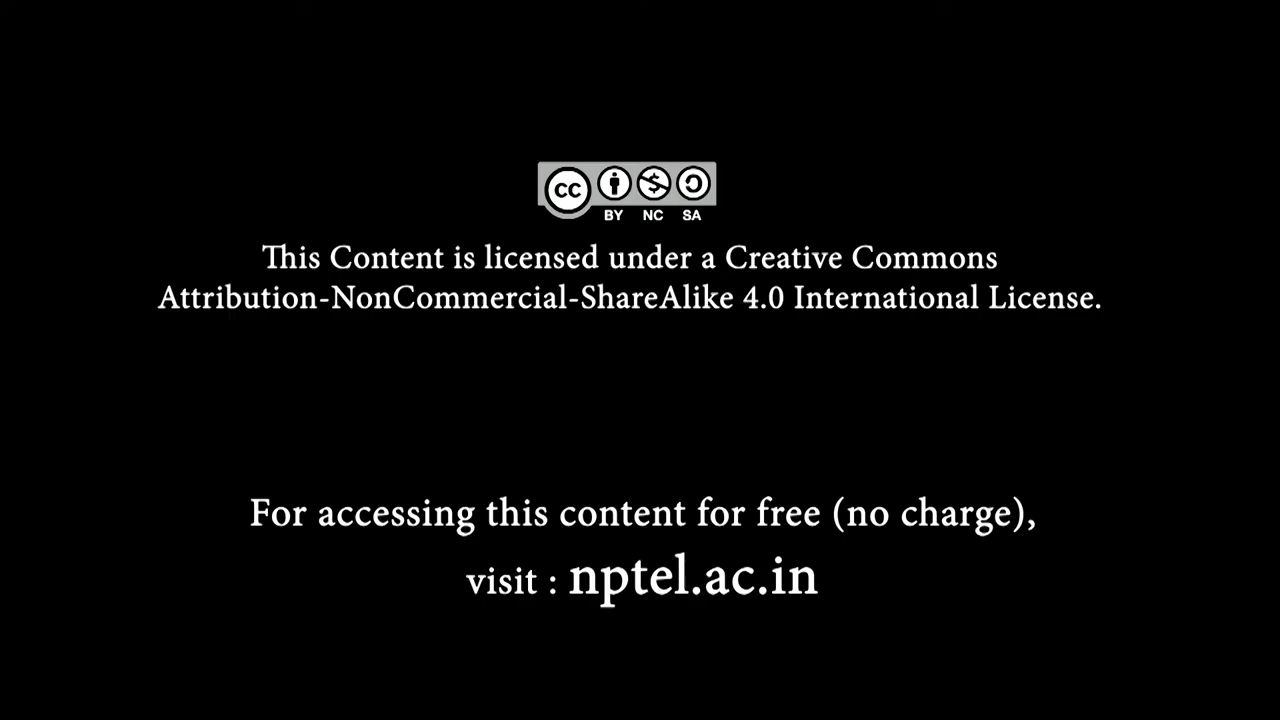 cc
BY NC SA
This Content is licensed under a Creative Commons
Attribution-NonCommercial-ShareAlike 4.0 International License.
For accessing this content for free (no charge),
visit : nptel.ac.in